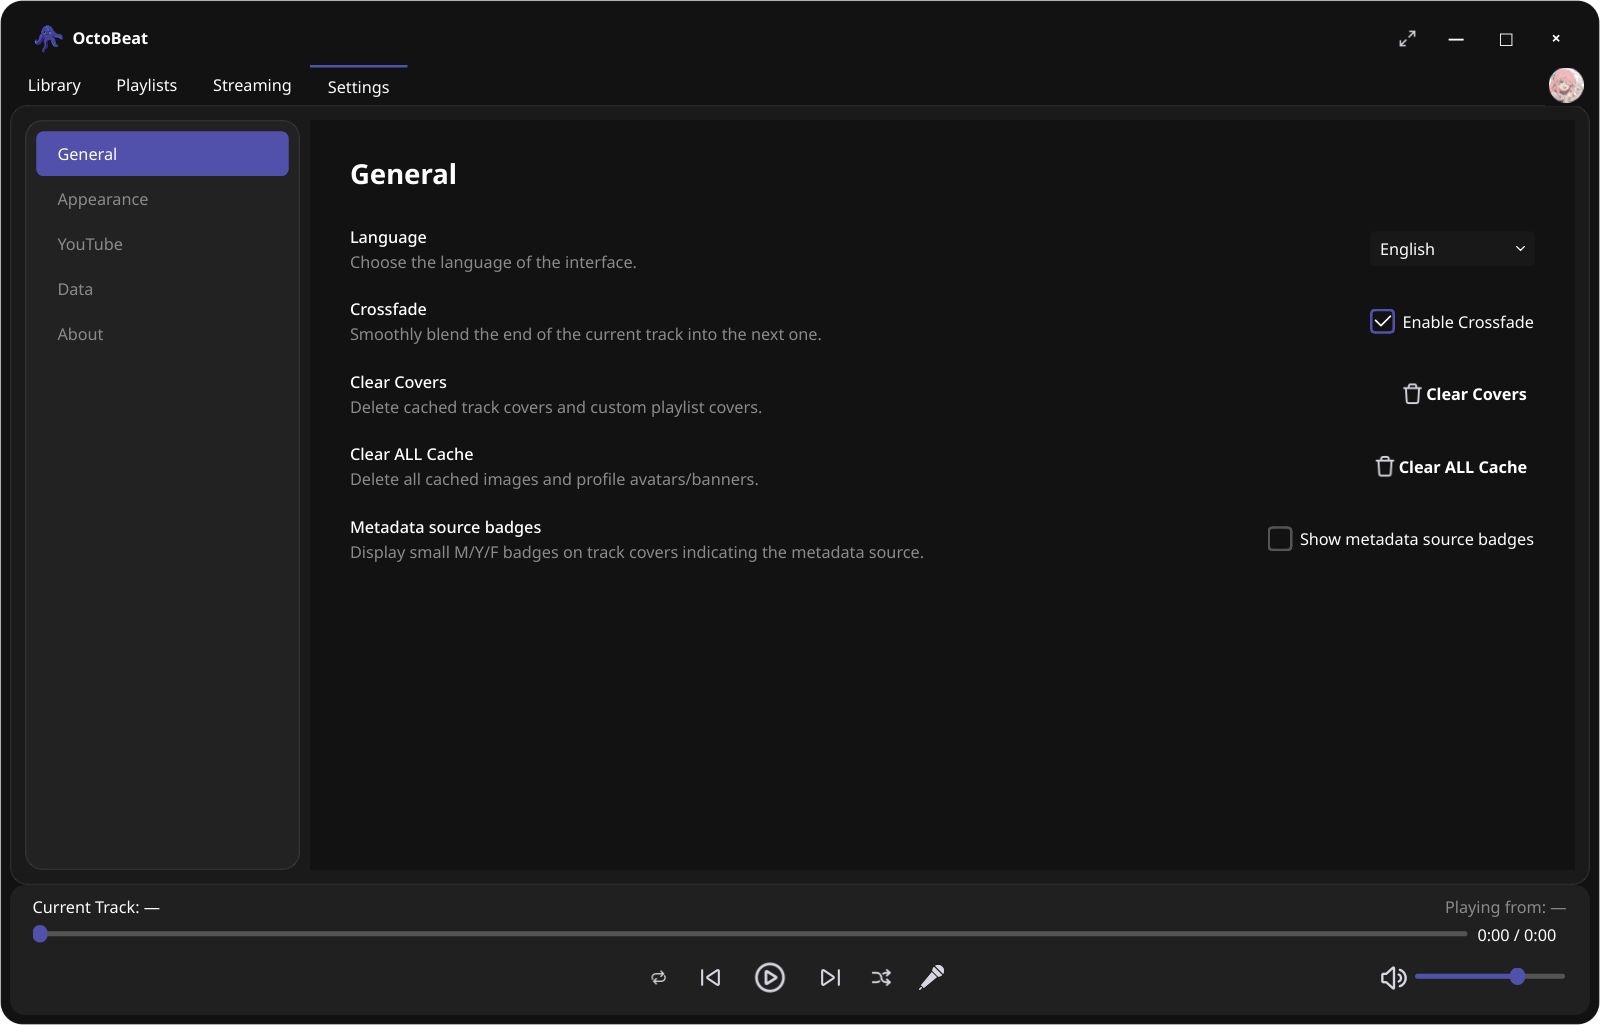 OctoBeat
Library
Playlists
Streaming
Settings
General
Appearance
YouTube
Data
About
General
Language
Choose the language of the interface.
English
Crossfade
Smoothly blend the end of the current track into the next one.
Enable Crossfade
Clear Covers
Delete cached track covers and custom playlist covers.
Clear Covers
Clear ALL Cache
Delete all cached images and profile avatars/banners.
Clear ALL Cache
Metadata source badges
Display small M/Y/F badges on track covers indicating the metadata source.
Show metadata source badges
Current Track: —
Playing from: —
0:00 / 0:00